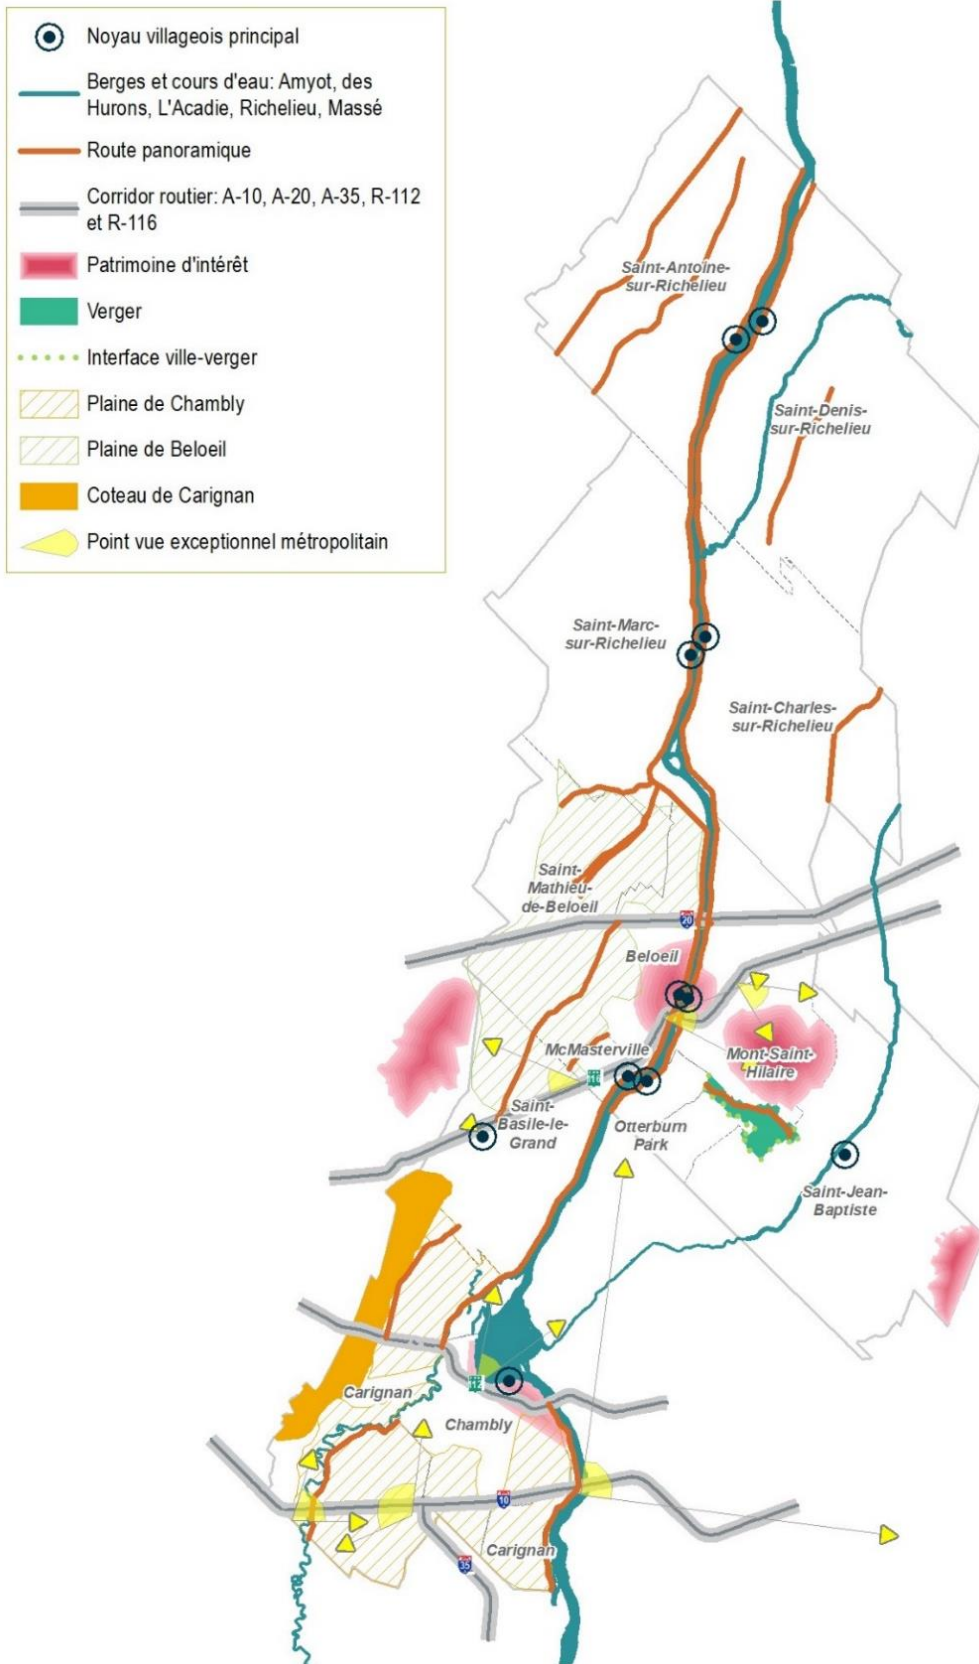 Noyau villageois principal
Berges et cours d'eau: Amyot, des
Hurons, L'Acadie, Richelieu, Massé
Route panoramique
Corridor routier: A-10, A-20, A-35, R-112
et R-116
Patrimoine d'intérêt
Verger
Interface ville-verger
Plaine de Chambly
Plaine de Beloeil
Coteau de Carignan
Point vue exceptionnel métropolitain
Saint-Antoine-
sur-Richelieu
Saint-Denis-
sur-Richelieu
Saint-Marc-
sur-Richelieu
Saint-Charles-
sur-Richelieu
Saint-
Mathieu-
de-Beloeil
20
Beloeil
McMasterville
116
Mont-Saint-
Hilaire
Saint-
Basile-le-
Grand
Otterburn
Park
Saint-Jean-
Baptiste
112
Carignan
Chambly
10
Carignan
35